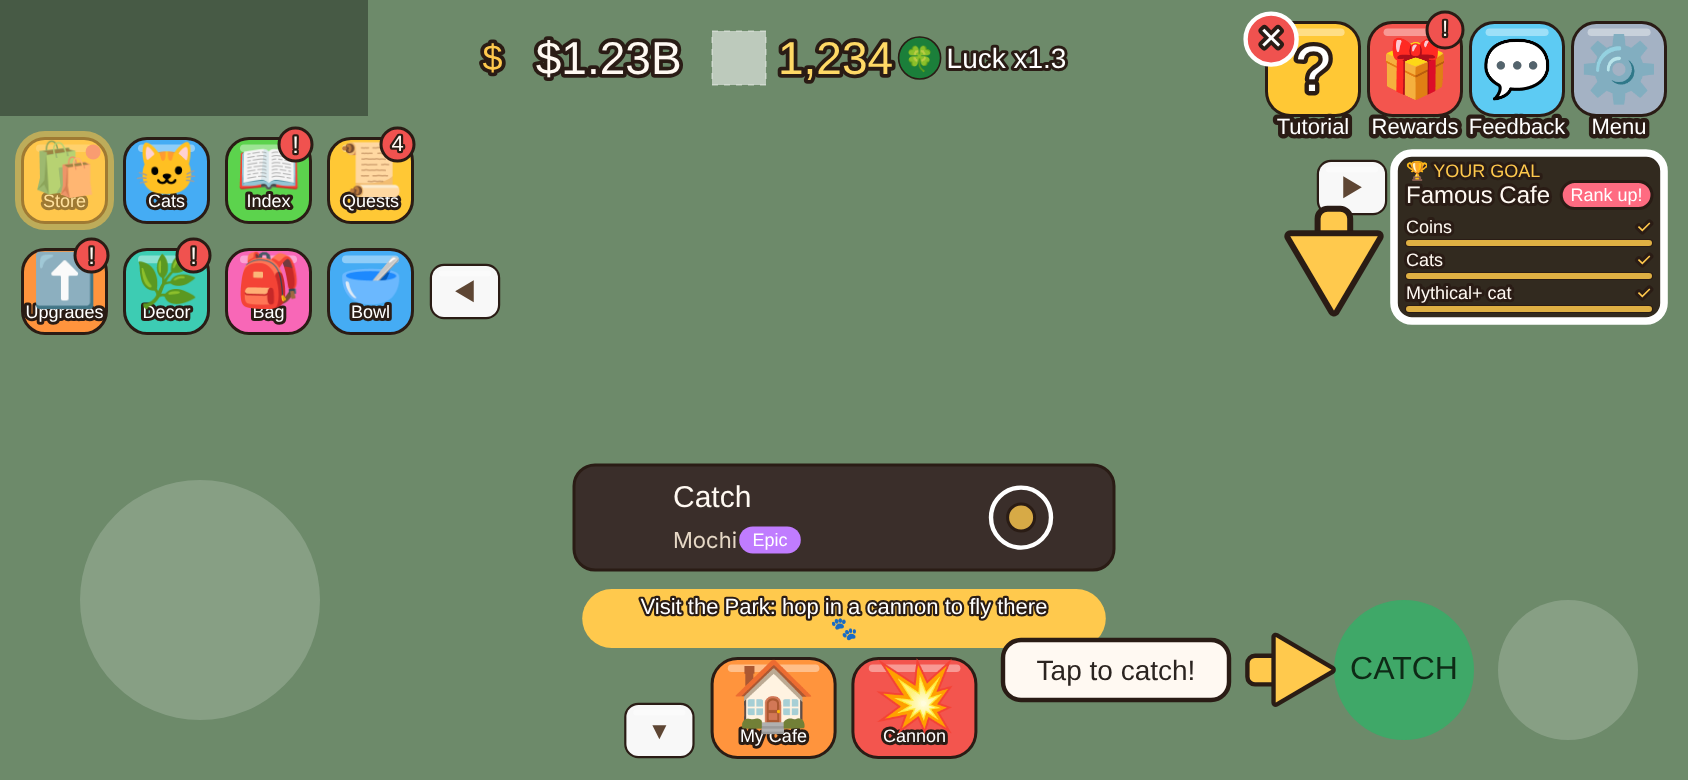 $ $1.23B 1,234 Luck x1.3
Tutorial
Rewards
Feedback
Menu
!
Store
Cats
Index
!
Quests
4
Upgrades
!
Decor
!
Bag
Bowl
YOUR GOAL
Famous Cafe
Rank up!
Coins
Cats
Mythical+ cat
Catch
Mochi
Epic
Visit the Park: hop in a cannon to fly there
Tap to catch!
CATCH
My Cafe
Cannon